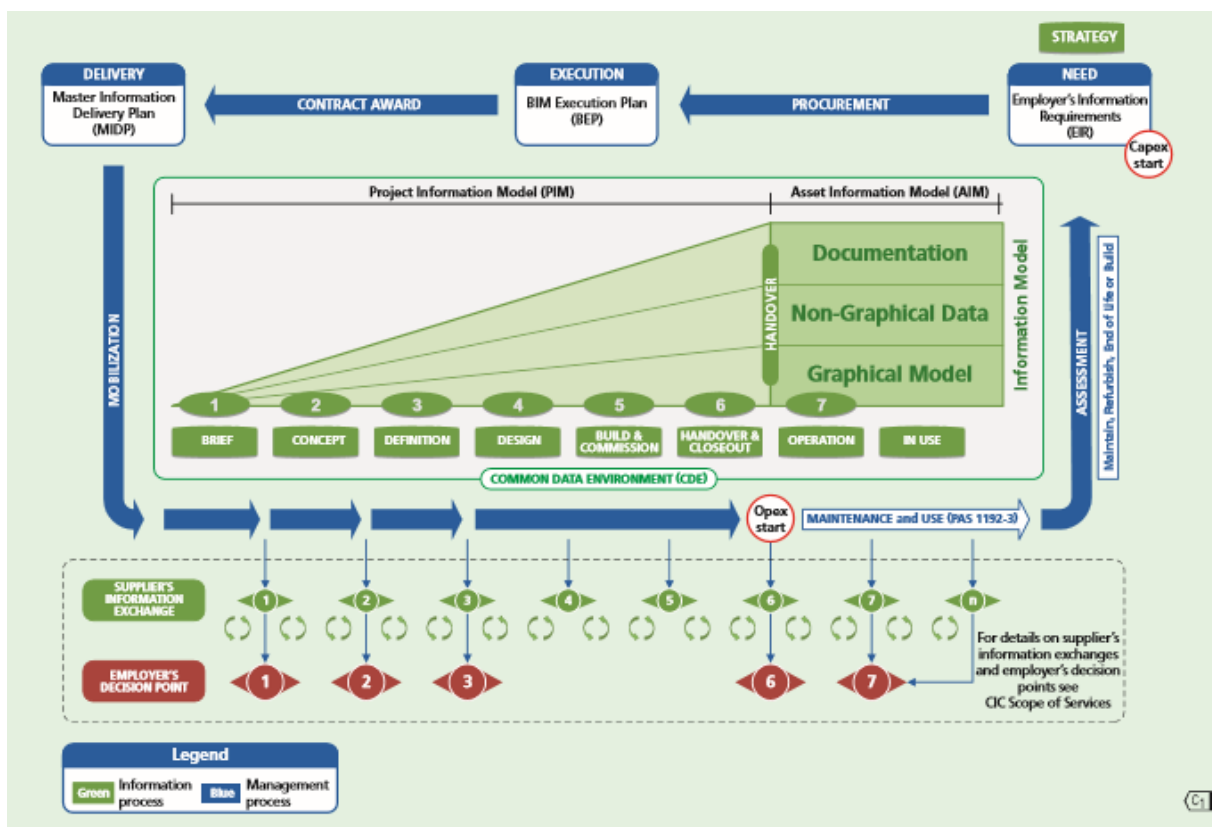 STRATEGY
DELIVERY
Master Information
Delivery Plan
(MIDP)
CONTRACT AWARD
EXECUTION
BIM Execution Plan
(BEP)
PROCUREMENT
NEED
Employer's Information
Requirements
(EIR)
Capex
start
Project Information Model (PIM)
Asset Information Model (AIM)
MOBILIZATION
HANDOVER
Documentation
Non-Graphical Data
Graphical Model
Information Model
ASSESSMENT
Maintain, Refurbish, End of Life or Build
1 2 3 4 5 6 7
BRIEF
CONCEPT
DEFINITION
DESIGN
BUILD &
COMMISSION
HANDOVER &
CLOSEOUT
OPERATION
IN USE
COMMON DATA ENVIRONMENT (CDE)
Opex
start
MAINTENANCE and USE (PAS 1192-3)
SUPPLIER'S
INFORMATION
EXCHANGE
1 2 3 4 5 6 7 n
EMPLOYER'S
DECISION POINT
1 2 3 6 7
For details on supplier's
information exchanges
and employer's decision
points see
CIC Scope of Services
Legend
Green
Information
process
Blue
Management
process
C1